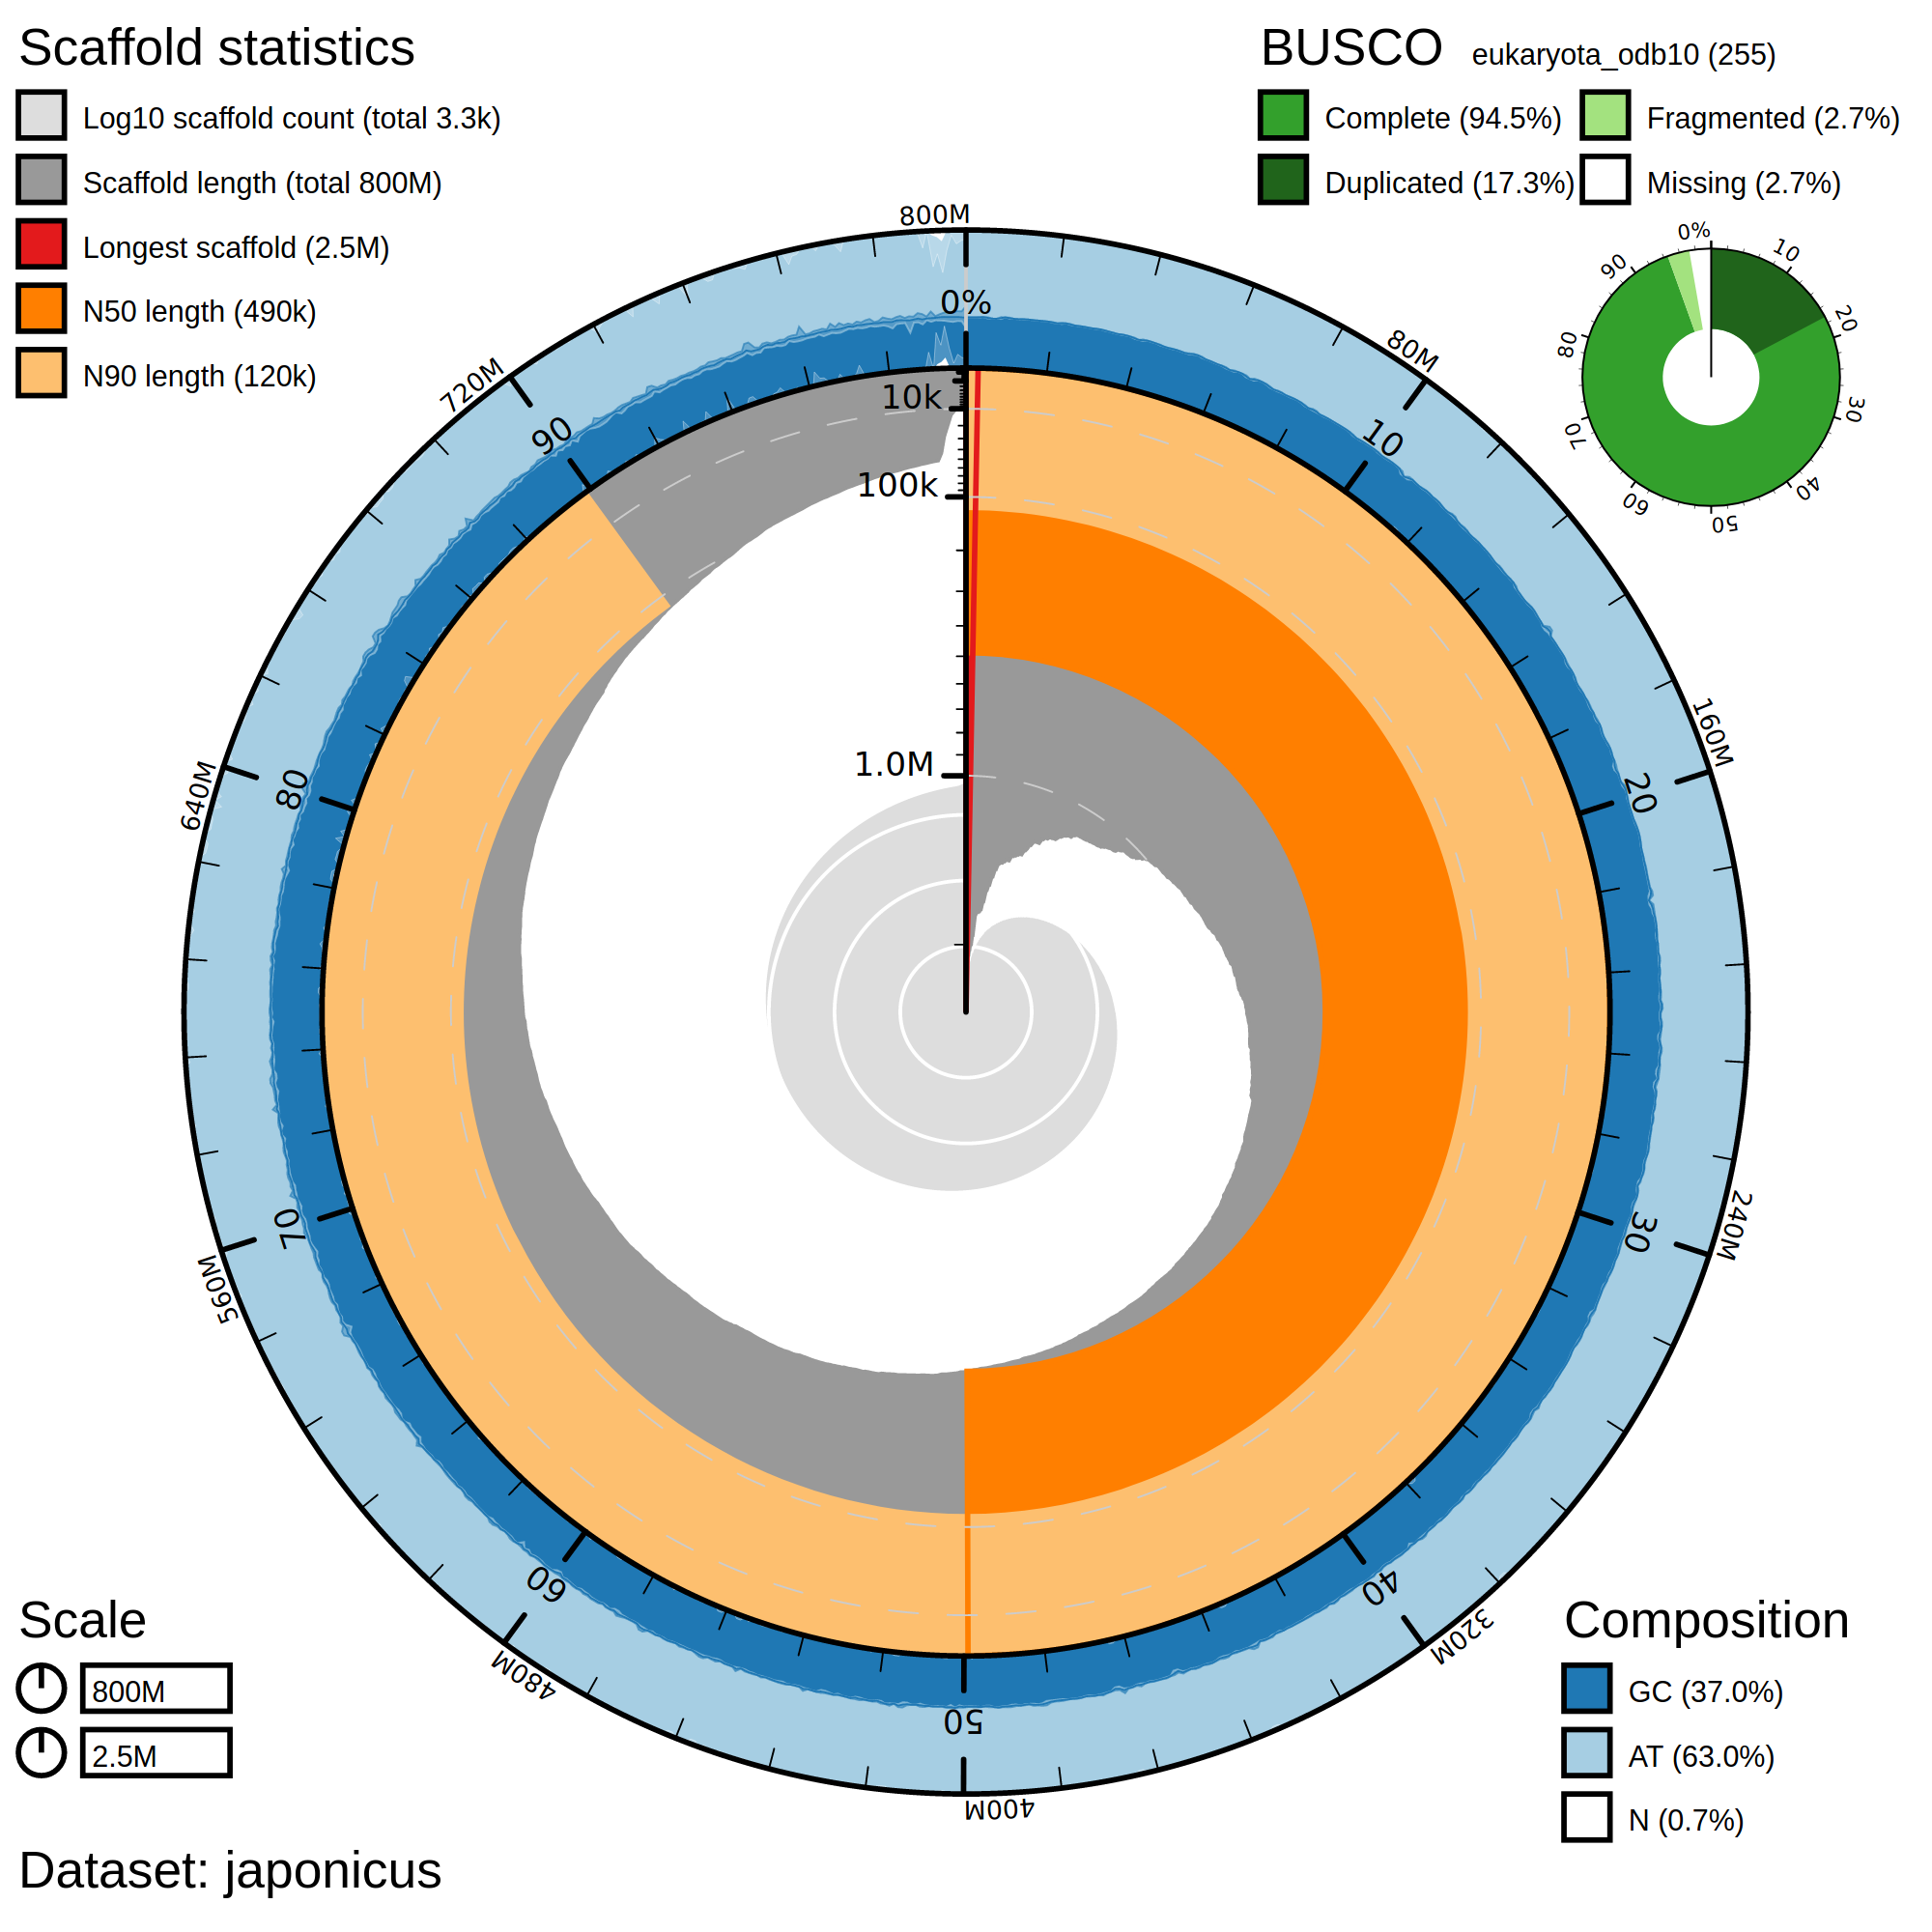 Scaffold statistics
Log10 scaffold count (total 3.3k)
Scaffold length (total 800M)
Longest scaffold (2.5M)
N50 length (490k)
N90 length (120k)
BUSCO eukaryota_odb10 (255)
Complete (94.5%) Fragmented (2.7%)
Duplicated (17.3%) Missing (2.7%)
0%
10
20
30
40
50
60
70
80
90
800M
80M
160M
240M
320M
400M
480M
560M
640M
720M
0%
10
20
30
40
50
60
70
80
90
10k
100k
1.0M
Scale
800M
2.5M
Composition
GC (37.0%)
AT (63.0%)
N (0.7%)
Dataset: japonicus